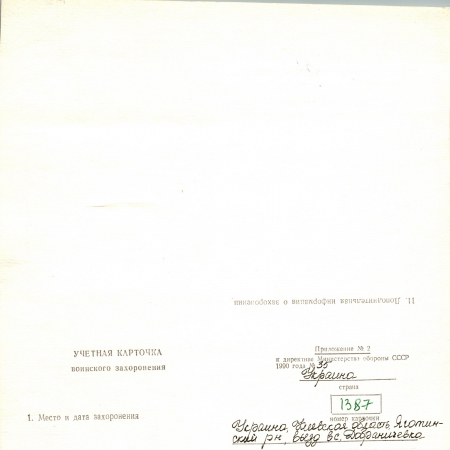 11. Дополнительная информация о захоронении
УЧЕТНАЯ КАРТОЧКА
воинского захоронения
Приложение № 2
к директиве Министерства обороны СССР
1990 года № 35
Украина
страна
1387
номер карточки
1. Место и дата захоронения
Украина, Киевская область, Яготин-
ский р-н, въезд в с.